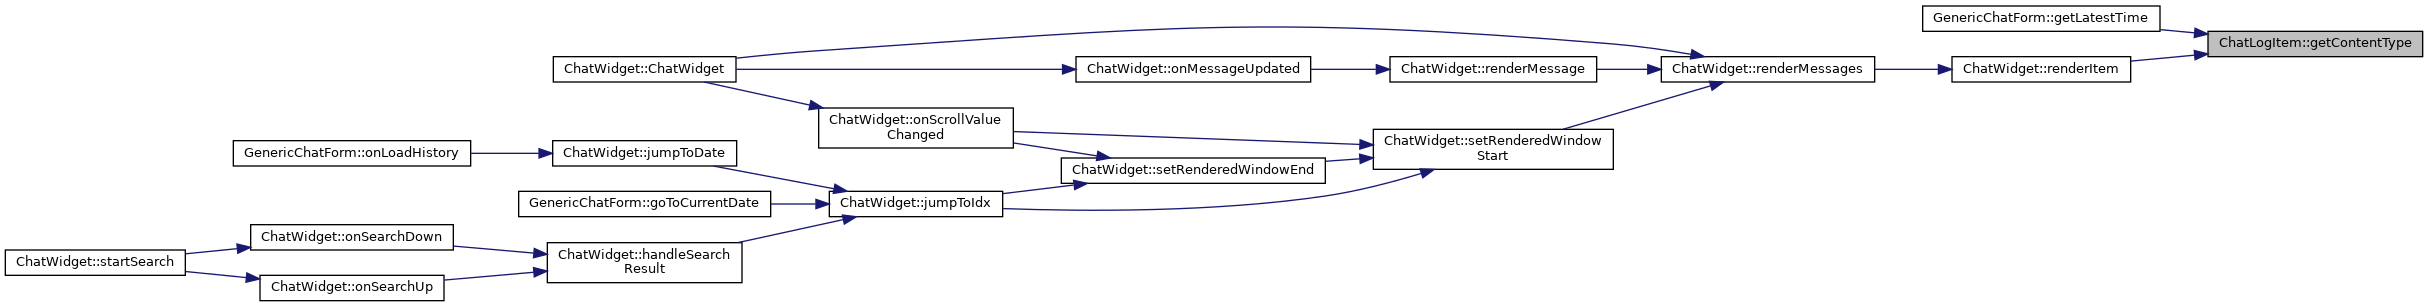 GenericChatForm::getLatestTime
ChatLogItem::getContentType
ChatWidget::ChatWidget
ChatWidget::onMessageUpdated
ChatWidget::renderMessage
ChatWidget::renderMessages
ChatWidget::renderItem
ChatWidget::onScrollValue
Changed
ChatWidget::setRenderedWindow
Start
GenericChatForm::onLoadHistory
ChatWidget::jumpToDate
ChatWidget::setRenderedWindowEnd
GenericChatForm::goToCurrentDate
ChatWidget::jumpToIdx
ChatWidget::onSearchDown
ChatWidget::startSearch
ChatWidget::handleSearch
Result
ChatWidget::onSearchUp